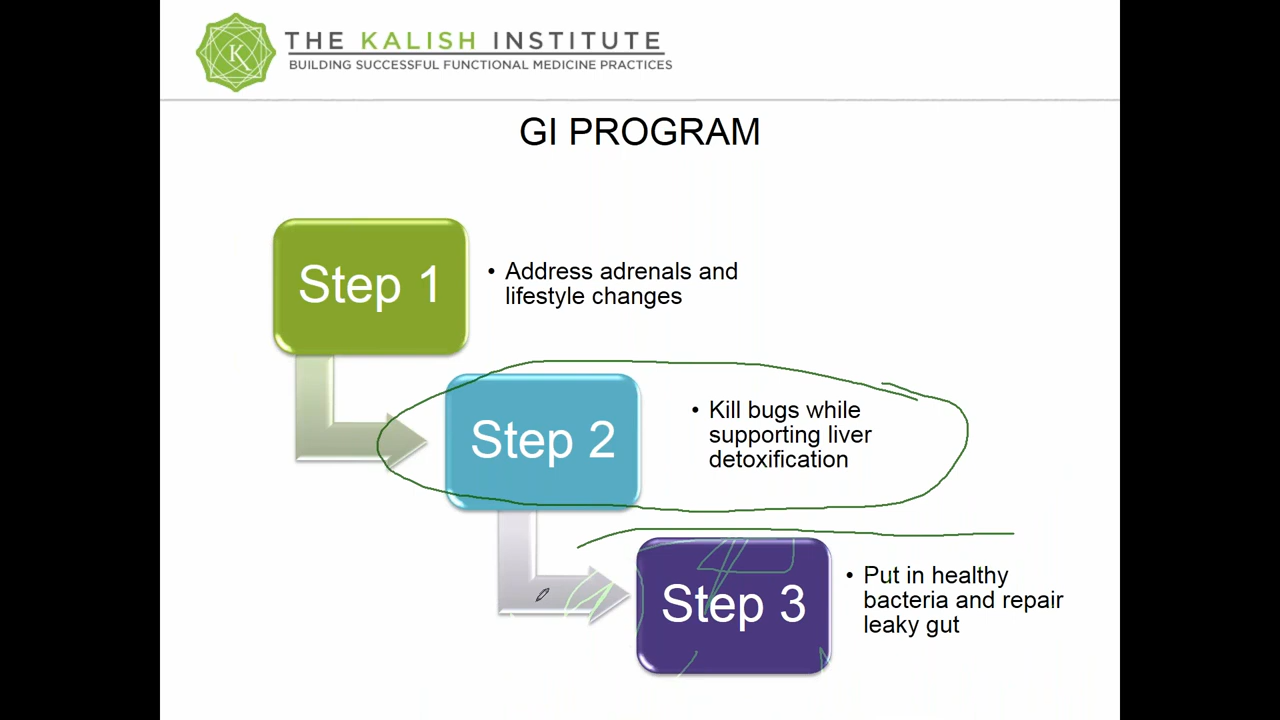 K
THE KALISH INSTITUTE
BUILDING SUCCESSFUL FUNCTIONAL MEDICINE PRACTICES
GI PROGRAM
Step 1
• Address adrenals and
lifestyle changes
Step 2
• Kill bugs while
supporting liver
detoxification
Step 3
• Put in healthy
bacteria and repair
leaky gut